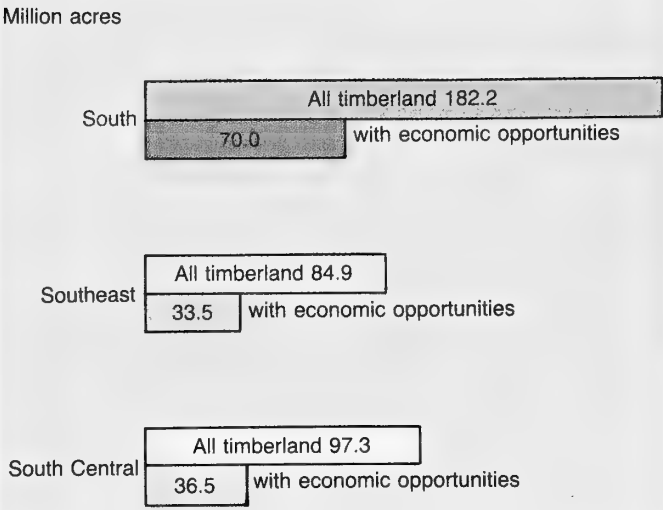 Million acres
All timberland 182.2
South
70.0 with economic opportunities
All timberland 84.9
Southeast
33.5 with economic opportunities
All timberland 97.3
South Central
36.5 with economic opportunities